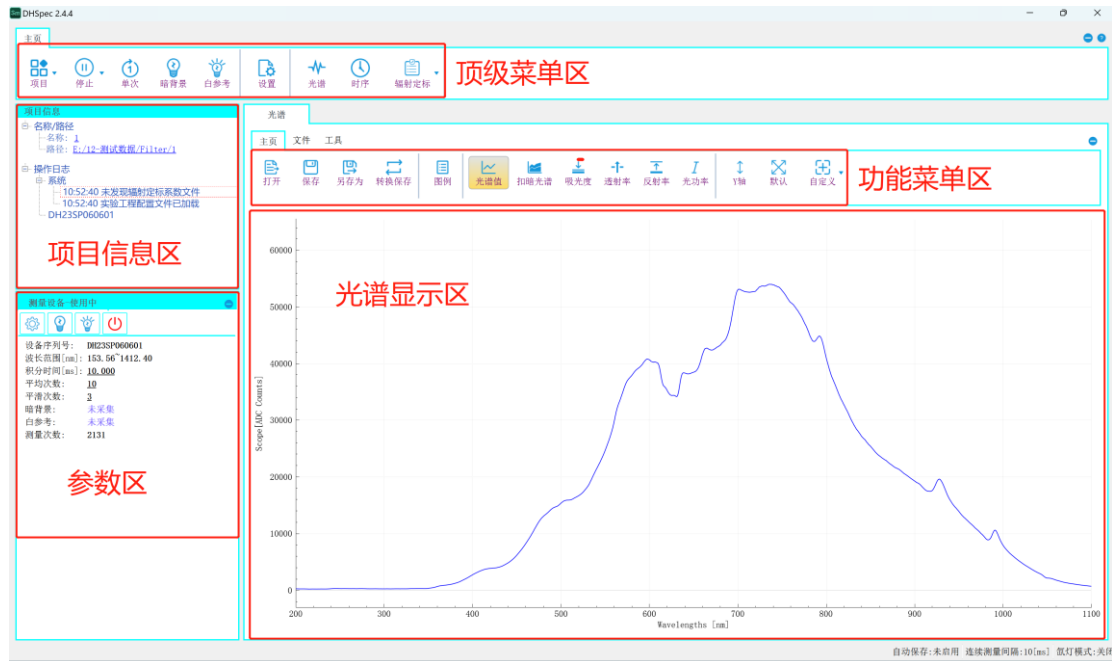 DHSpec 2.4.4
主页
项目 停止 单次 暗背景 白参考 设置 光谱 时序 辐射定标
顶级菜单区
项目信息
名称/路径
名称: 1
路径: E:/12-测试数据/Filter/1
操作日志
系统
10:52:40 未发现辐射定标系数文件
10:52:40 实验工程配置文件已加载
DH23SP060601
项目信息区
测量设备-使用中
设备序列号: DH23SP060601
波长范围[nm]: 153.56~1412.40
积分时间[ms]: 10.000
平均次数: 10
平滑次数: 3
暗背景: 未采集
白参考: 未采集
测量次数: 2131
参数区
光谱
主页 文件 工具
打开 保存 另存为 转换保存 图例 光谱值 扣暗光谱 吸光度 透射率 反射率 光功率 Y轴 默认 自定义
功能菜单区
光谱显示区
60000
50000
40000
30000
20000
10000
0
Scope[ADC Counts]
200 300 400 500 600 700 800 900 1000 1100
Wavelengths [nm]
自动保存:未启用 连续测量间隔:10[ms] 氙灯模式:关闭